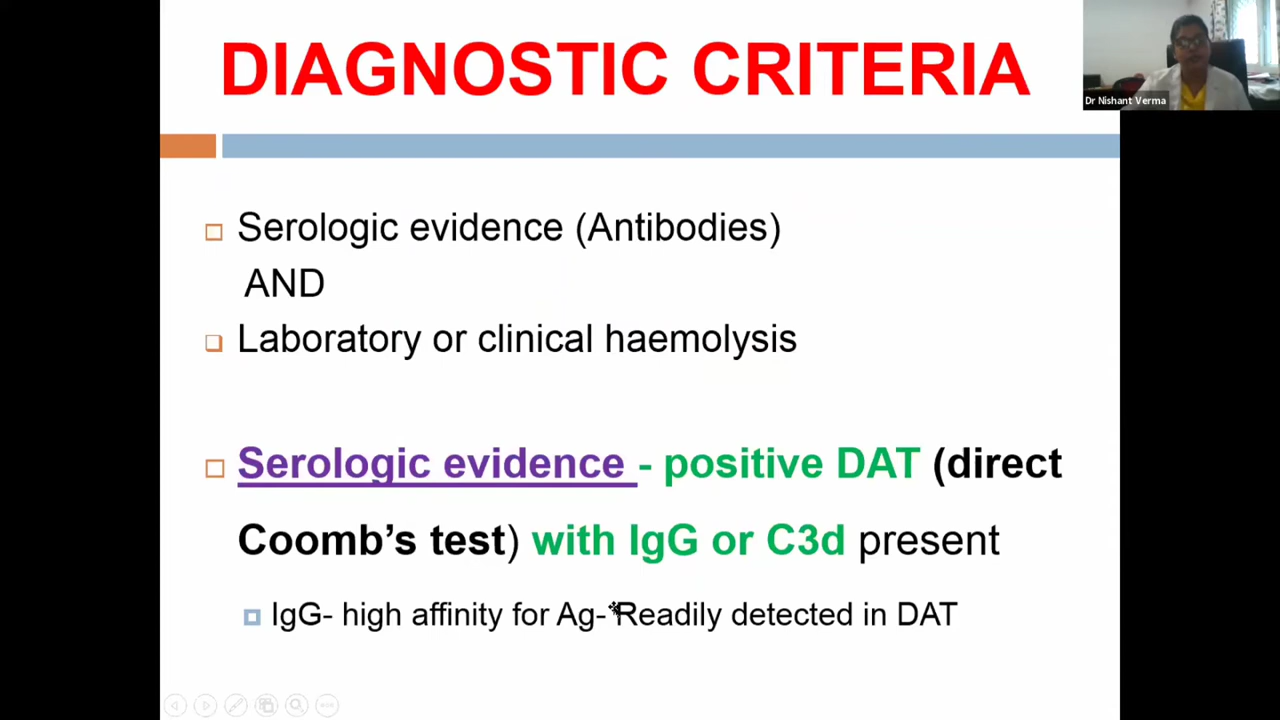 DIAGNOSTIC CRITERIA
Dr Nishant Verma
Serologic evidence (Antibodies)
AND
Laboratory or clinical haemolysis
Serologic evidence - positive DAT (direct
Coomb’s test) with IgG or C3d present
IgG- high affinity for Ag- Readily detected in DAT